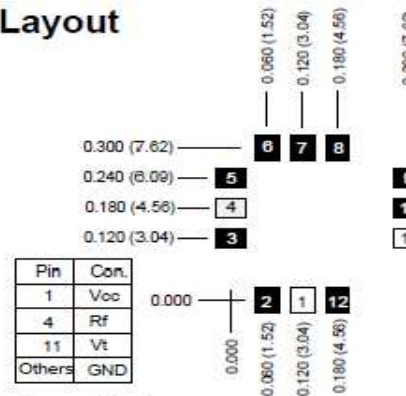 Layout
0.060 (1.52)
0.120 (3.04)
0.180 (4.56)
0.300 (7.62)
6 7 8
0.240 (6.09)
5
0.180 (4.56)
4
0.120 (3.04)
3
Pin Con.
1 Vcc
4 Rf
11 Vt
Others GND
0.000
2 1 12
0.000
0.060 (1.52)
0.120 (3.04)
0.180 (4.56)